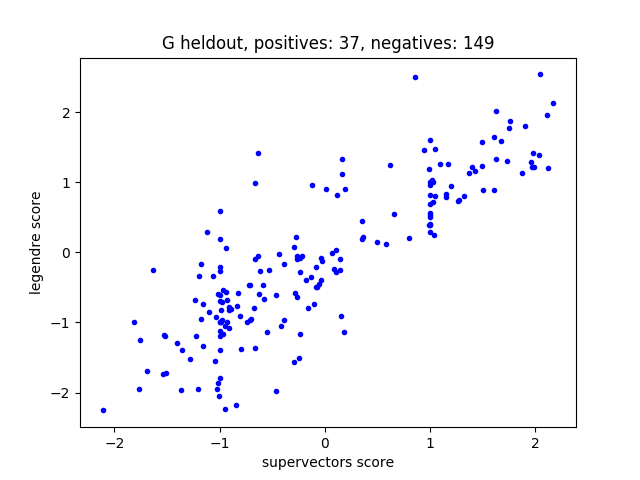 G heldout, positives: 37, negatives: 149
2
1
0
−1
−2
legendre score
−2 −1 0 1 2
supervectors score